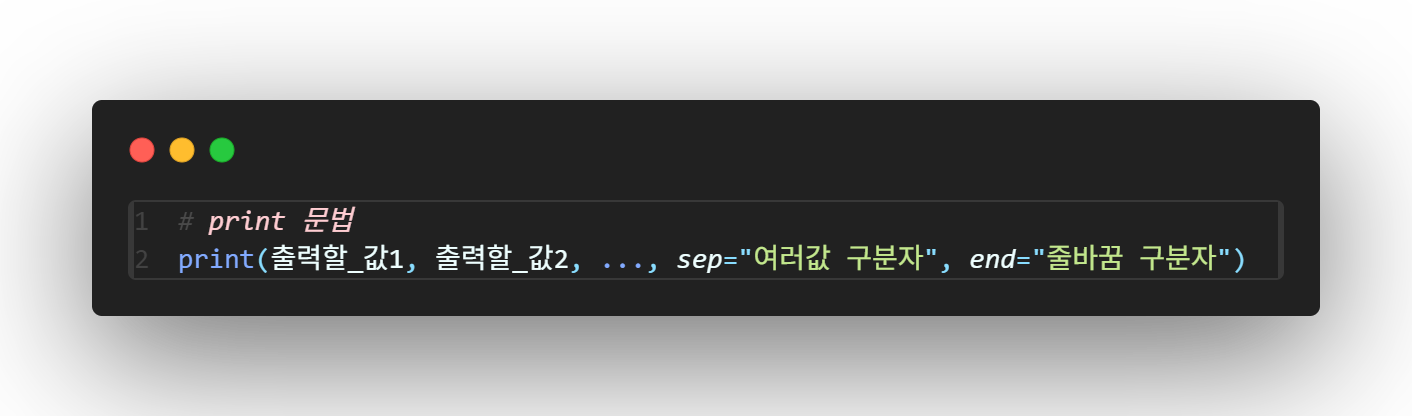 1 # print 문법
2 print(출력할_값1, 출력할_값2, ..., sep="여러값 구분자", end="줄바꿈 구분자")